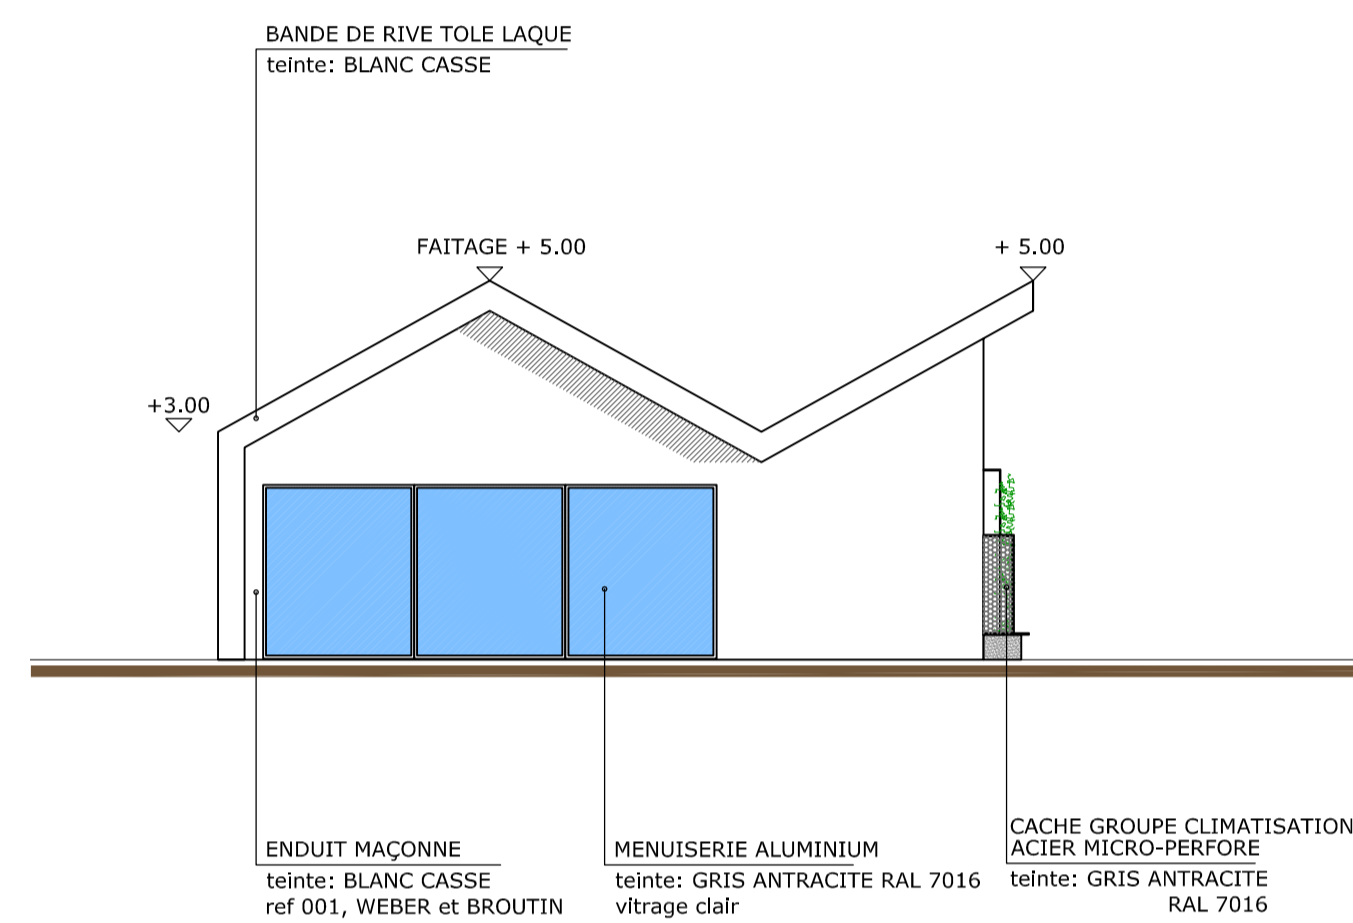 BANDE DE RIVE TOLE LAQUE
teinte: BLANC CASSE
FAITAGE + 5.00
+ 5.00
+3.00
ENDUIT MAÇONNE
teinte: BLANC CASSE
ref 001, WEBER et BROUTIN
MENUISERIE ALUMINIUM
teinte: GRIS ANTRACITE RAL 7016
vitrage clair
CACHE GROUPE CLIMATISATION
ACIER MICRO-PERFORE
teinte: GRIS ANTRACITE
RAL 7016